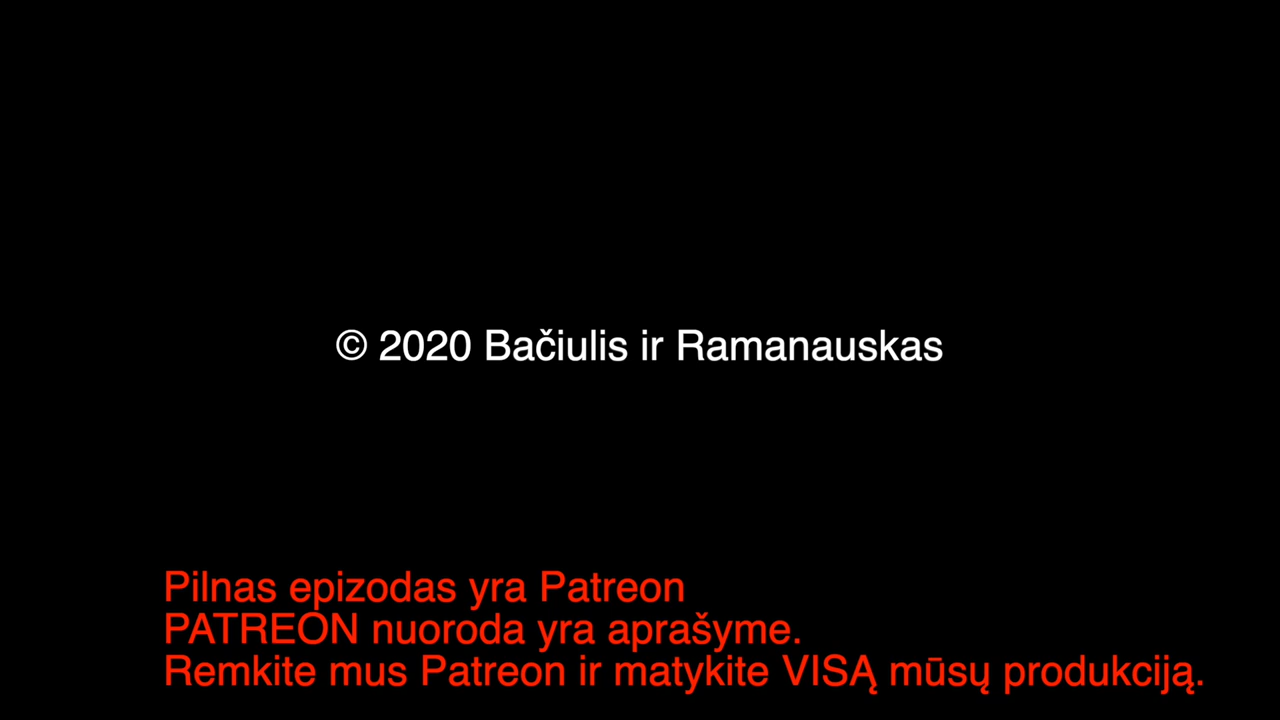 © 2020 Bačiulis ir Ramanauskas
Pilnas epizodas yra Patreon
PATREON nuoroda yra aprašyme.
Remkite mus Patreon ir matykite VISĄ mūsų produkciją.